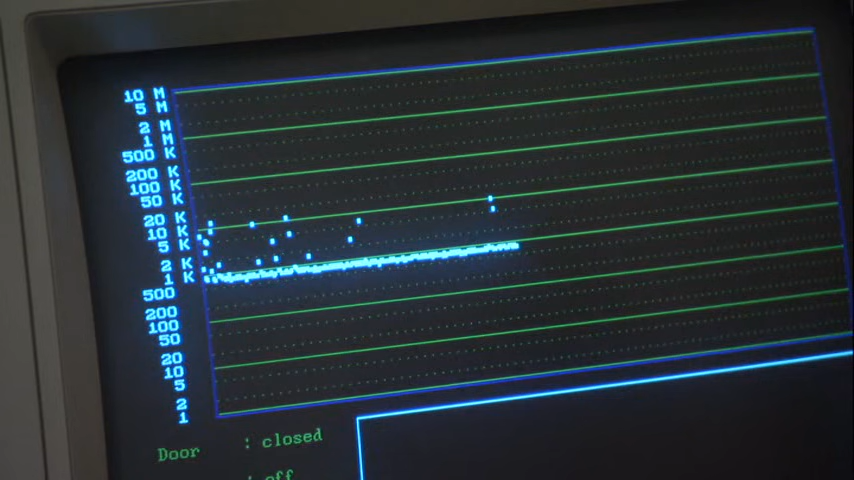 10 M
5 M
2 M
1 M
500 K
200 K
100 K
50 K
20 K
10 K
5 K
2 K
1 K
500
200
100
50
20
10
5
2
1
Door : closed
: off